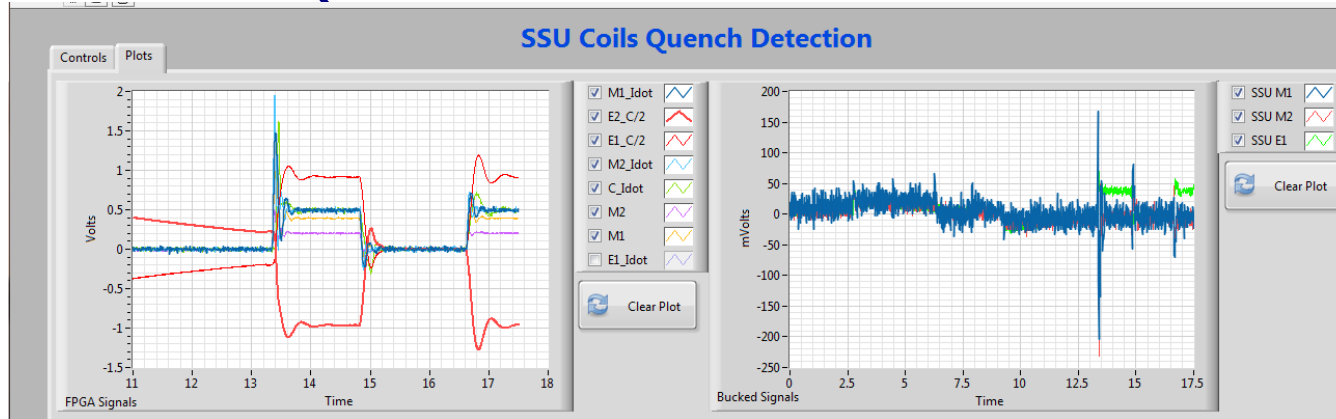 SSU Coils Quench Detection
Controls
Plots
2
1.5
1
0.5
0
-0.5
-1
-1.5
Volts
11
12
13
14
15
16
17
18
FPGA Signals
Time
M1_Idot
E2_C/2
E1_C/2
M2_Idot
C_Idot
M2
M1
E1_Idot
Clear Plot
200
150
100
50
0
-50
-100
-150
-200
-250
mVolts
0
2.5
5
7.5
10
12.5
15
17.5
Bucked Signals
Time
SSU M1
SSU M2
SSU E1
Clear Plot